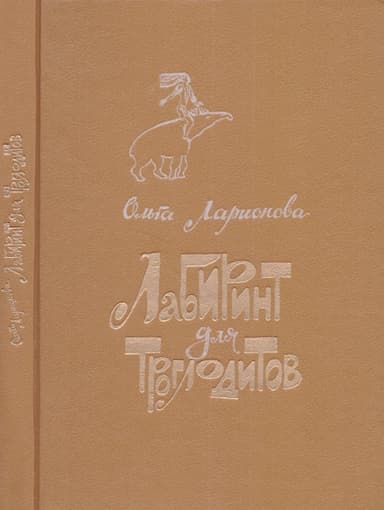 Ольга Ларионова
Лабиринт
для
троглодитов
Ольга Ларионова Лабиринт для троглодитов